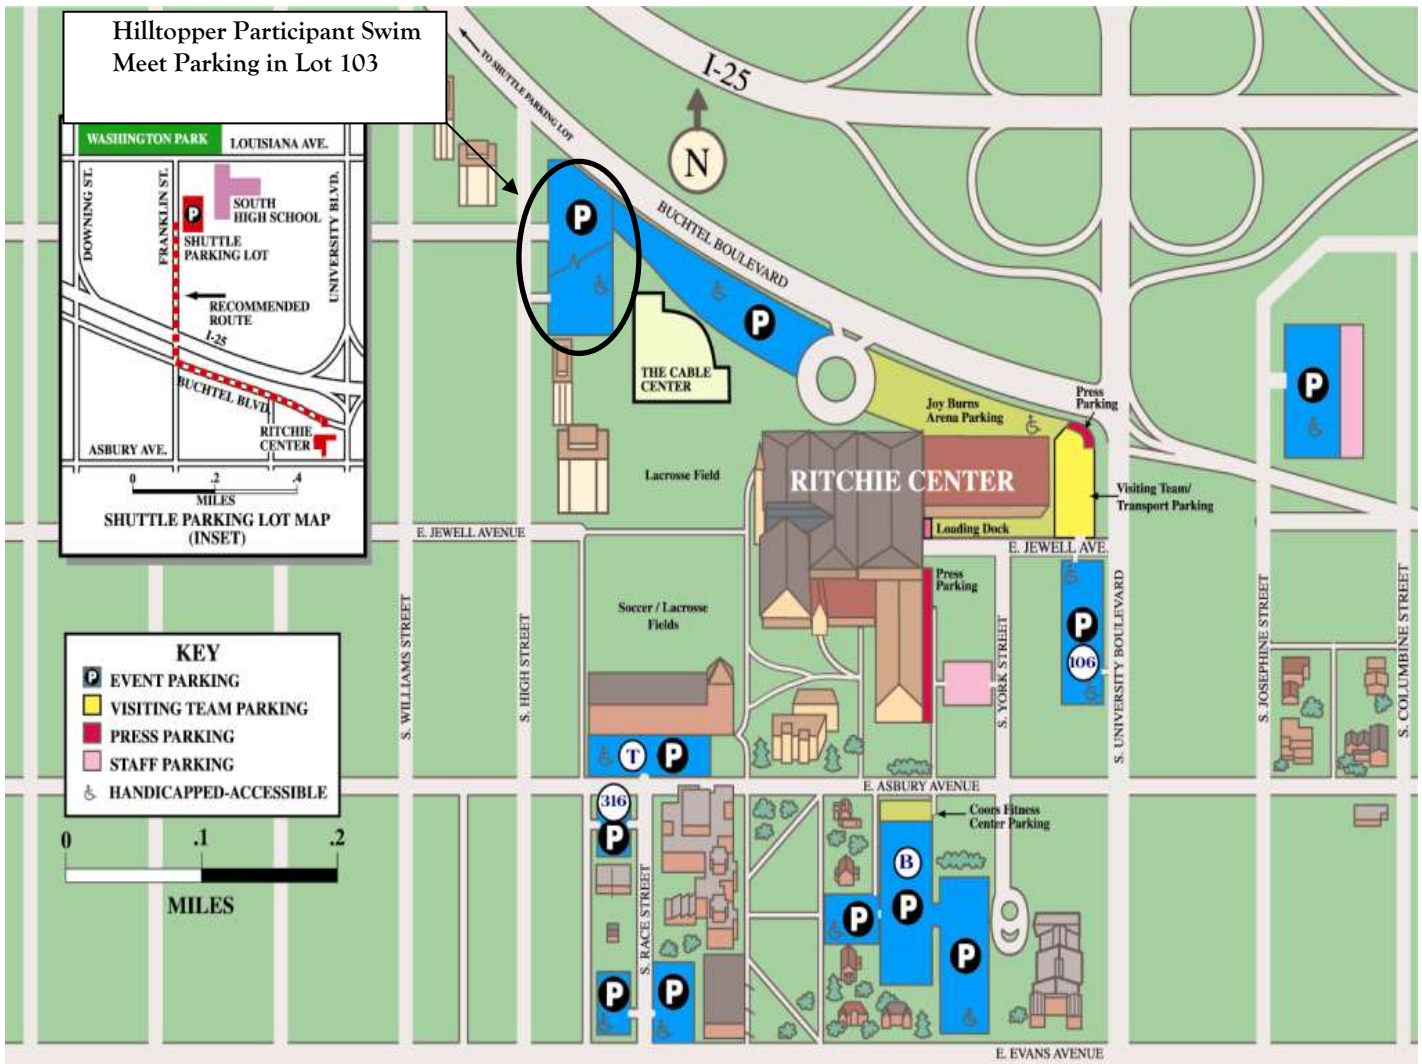 Hilltopper Participant Swim
Meet Parking in Lot 103
WASHINGTON PARK
LOUISIANA AVE.
DOWNING ST.
FRANKLIN ST.
UNIVERSITY BLVD.
P
SOUTH
HIGH SCHOOL
SHUTTLE
PARKING LOT
RECOMMENDED
ROUTE
I-25
BUCHTEL BLVD.
RITCHIE
CENTER
ASBURY AVE.
0 .2 .4
MILES
SHUTTLE PARKING LOT MAP
(INSET)
TO SHUTTLE PARKING LOT
I-25
N
P
BUCHTEL BOULEVARD
P
THE CABLE
CENTER
Joy Burns
Arena Parking
Press
Parking
P
Lacrosse Field
RITCHIE CENTER
Visiting Team/
Transport Parking
Loading Dock
E. JEWELL AVENUE
E. JEWELL AVE.
Press
Parking
Soccer / Lacrosse
Fields
P
106
S. WILLIAMS STREET
S. HIGH STREET
S. YORK STREET
S. UNIVERSITY BOULEVARD
S. JOSEPHINE STREET
S. COLUMBINE STREET
KEY
P EVENT PARKING
VISITING TEAM PARKING
PRESS PARKING
STAFF PARKING
HANDICAPPED-ACCESSIBLE
0 .1 .2
MILES
T P
E. ASBURY AVENUE
316
P
Coors Fitness
Center Parking
B
P
P
P
S. RACE STREET
P
P
E. EVANS AVENUE